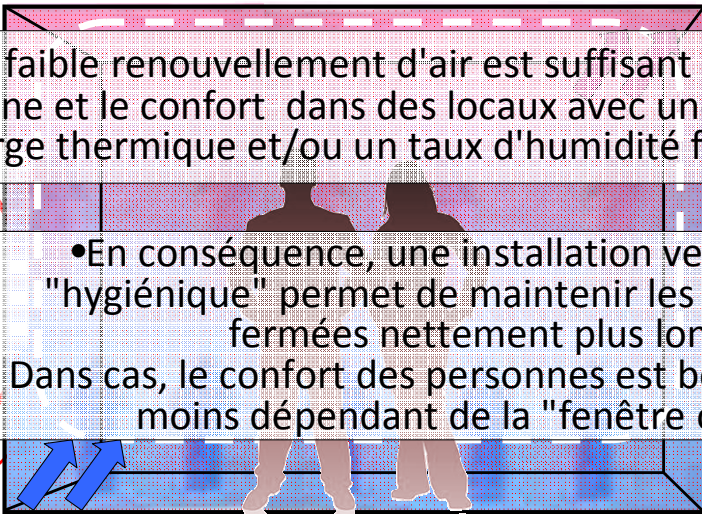 faible renouvellement d'air est suffisant
ne et le confort dans des locaux avec un
rge thermique et/ou un taux d'humidité f
•En conséquence, une installation ve
"hygiénique" permet de maintenir les
fermées nettement plus lon
Dans cas, le confort des personnes est b
moins dépendant de la "fenêtre